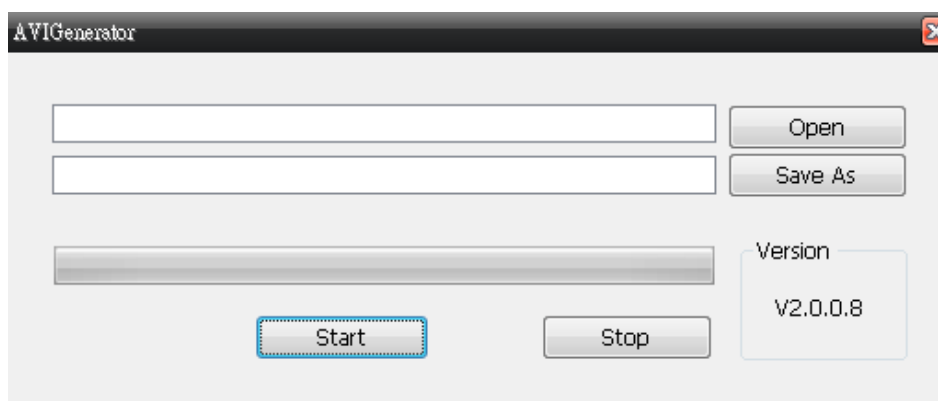 AVIGenerator
Open
Save As
Version
V2.0.0.8
Start
Stop